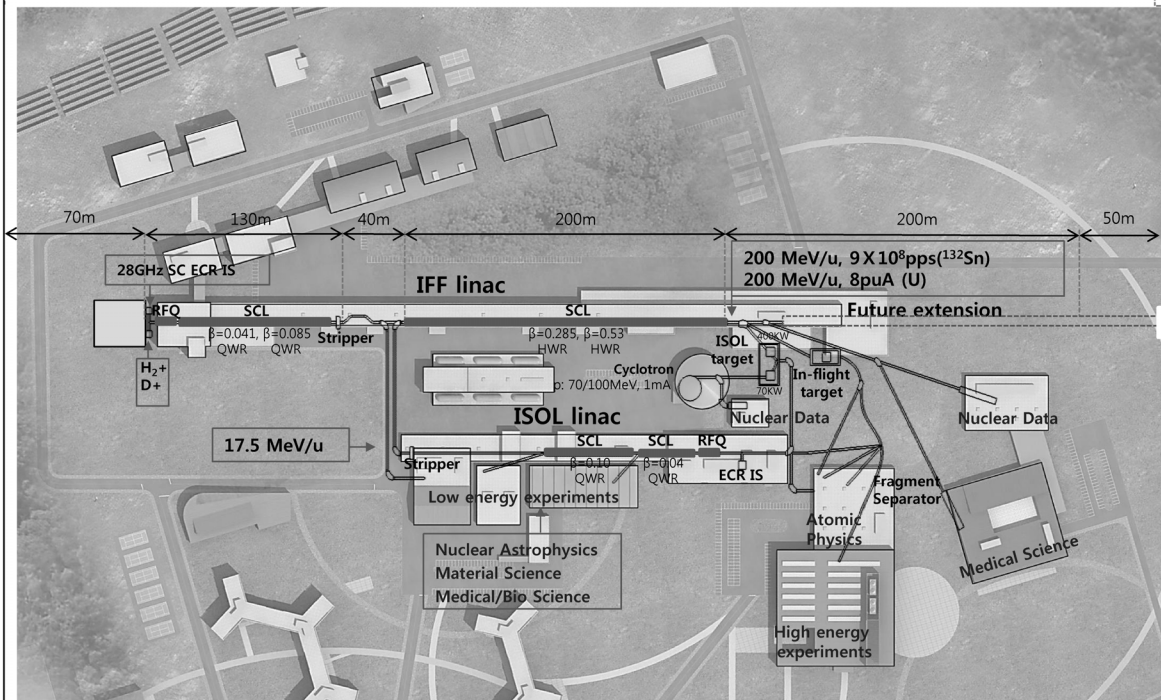 70m
130m
40m
200m
200m
50m
28GHz SC ECR IS
200 MeV/u, 9 X 10⁸pps(¹³²Sn)
200 MeV/u, 8puA (U)
IFF linac
Future extension
RFQ
SCL
SCL
β=0.041, β=0.085
QWR QWR
Stripper
β=0.285, β=0.53
HWR HWR
H₂+
D+
400KW
ISOL
target
In-flight
target
70KW
Cyclotron
p: 70/100MeV, 1mA
Nuclear Data
Nuclear Data
ISOL linac
17.5 MeV/u
SCL
SCL
RFQ
Stripper
β=0.10
QWR
β=0.04
QWR
ECR IS
Low energy experiments
Fragment
Separator
Atomic
Physics
Medical Science
Nuclear Astrophysics
Material Science
Medical/Bio Science
High energy
experiments